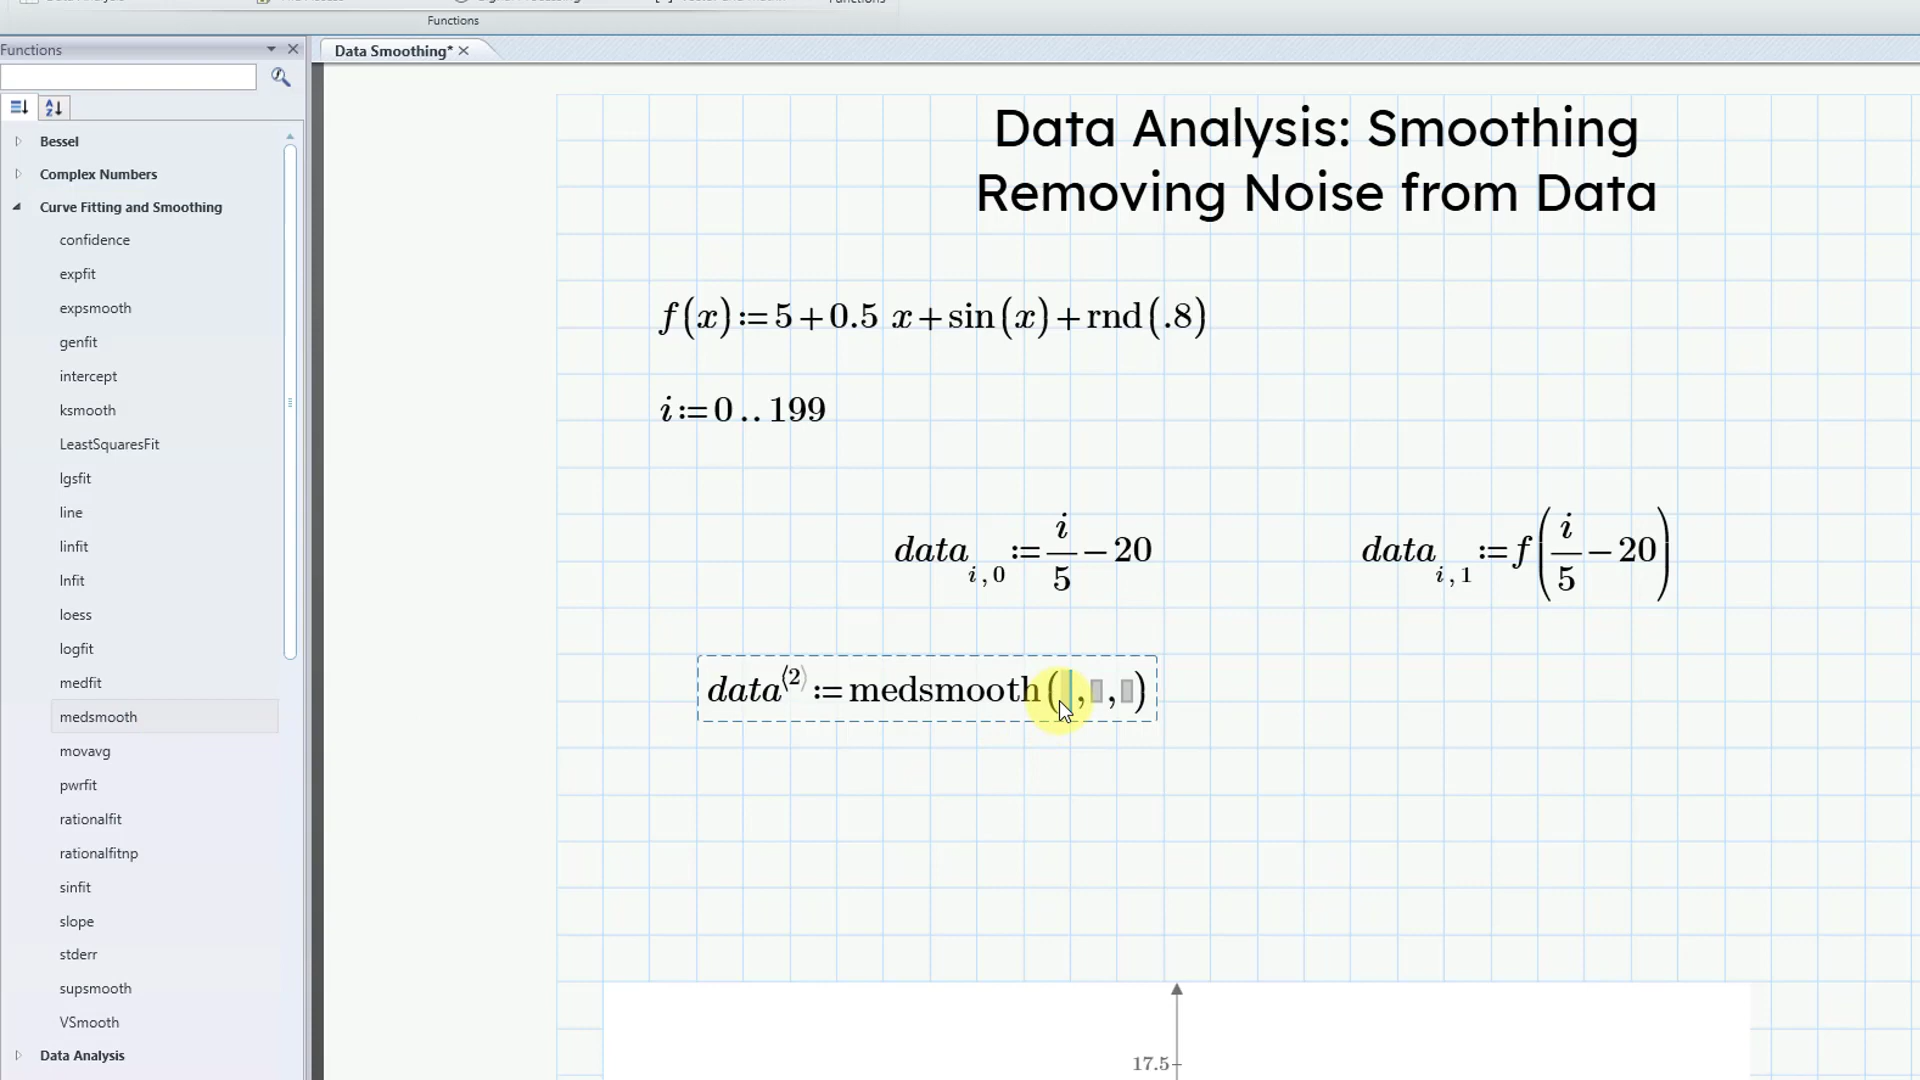 Functions
Functions
Data Smoothing*
Bessel
Complex Numbers
Curve Fitting and Smoothing
confidence
expfit
expsmooth
genfit
intercept
ksmooth
LeastSquaresFit
lgsfit
line
linfit
lnfit
loess
logfit
medfit
medsmooth
movavg
pwrfit
rationalfit
rationalfitnp
sinfit
slope
stderr
supsmooth
VSmooth
Data Analysis
Data Analysis: Smoothing
Removing Noise from Data
f(x):=5+0.5 x+sin(x)+rnd(.8)
i:=0..199
data i,0 := i/5 − 20
data i,1 := f(i/5 − 20)
data⟨2⟩:=medsmooth( ,▯,▯)
17.5